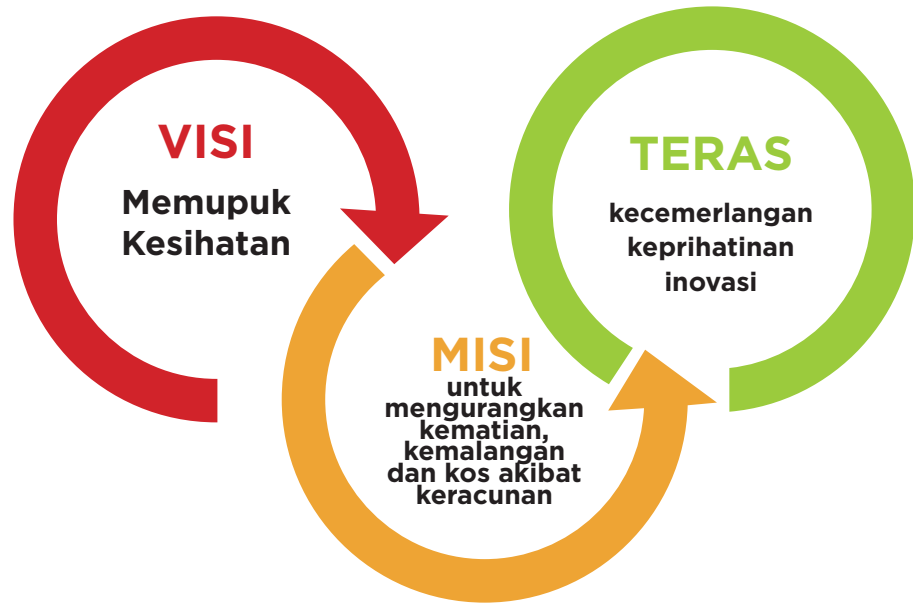 VISI
Memupuk
Kesihatan
MISI
untuk
mengurangkan
kematian,
kemalangan
dan kos akibat
keracunan
TERAS
kecemerlangan
keprihatinan
inovasi